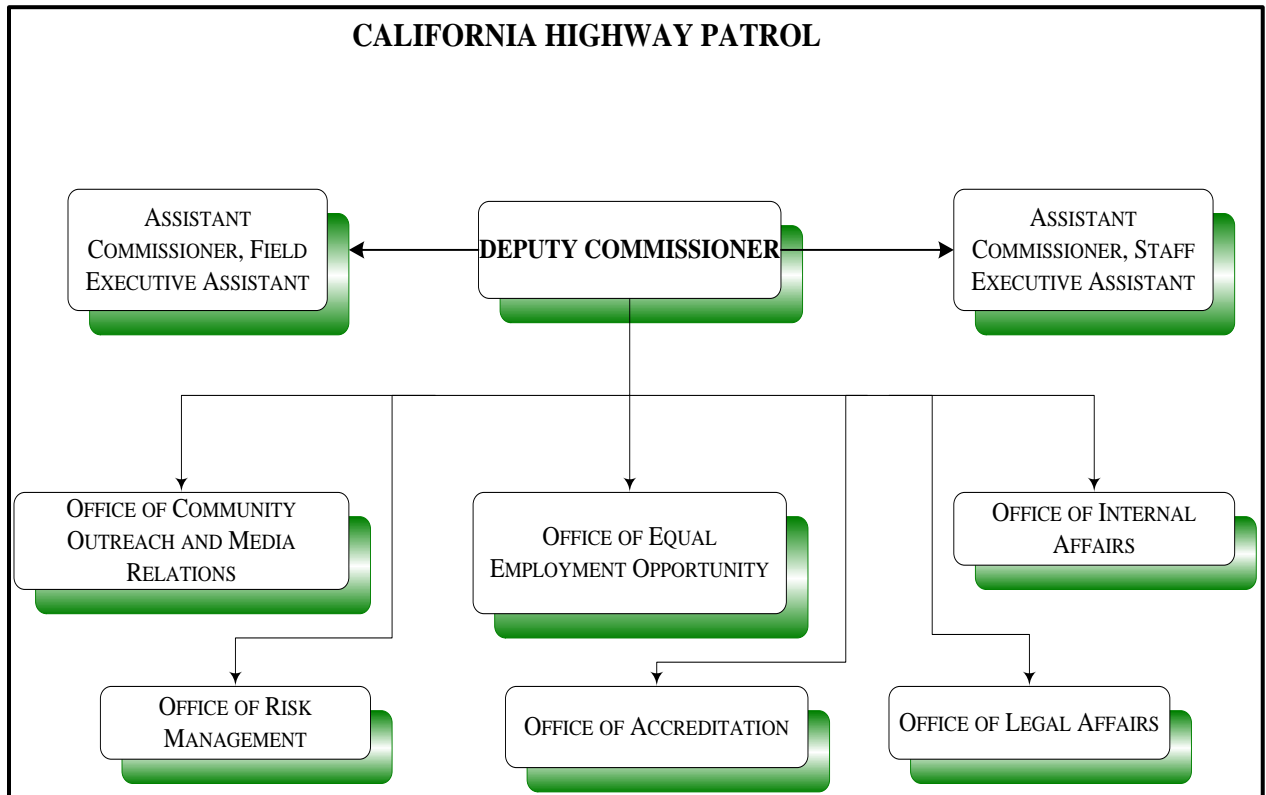 CALIFORNIA HIGHWAY PATROL
ASSISTANT
COMMISSIONER, FIELD
EXECUTIVE ASSISTANT
DEPUTY COMMISSIONER
ASSISTANT
COMMISSIONER, STAFF
EXECUTIVE ASSISTANT
OFFICE OF COMMUNITY
OUTREACH AND MEDIA
RELATIONS
OFFICE OF EQUAL
EMPLOYMENT OPPORTUNITY
OFFICE OF INTERNAL
AFFAIRS
OFFICE OF RISK
MANAGEMENT
OFFICE OF ACCREDITATION
OFFICE OF LEGAL AFFAIRS